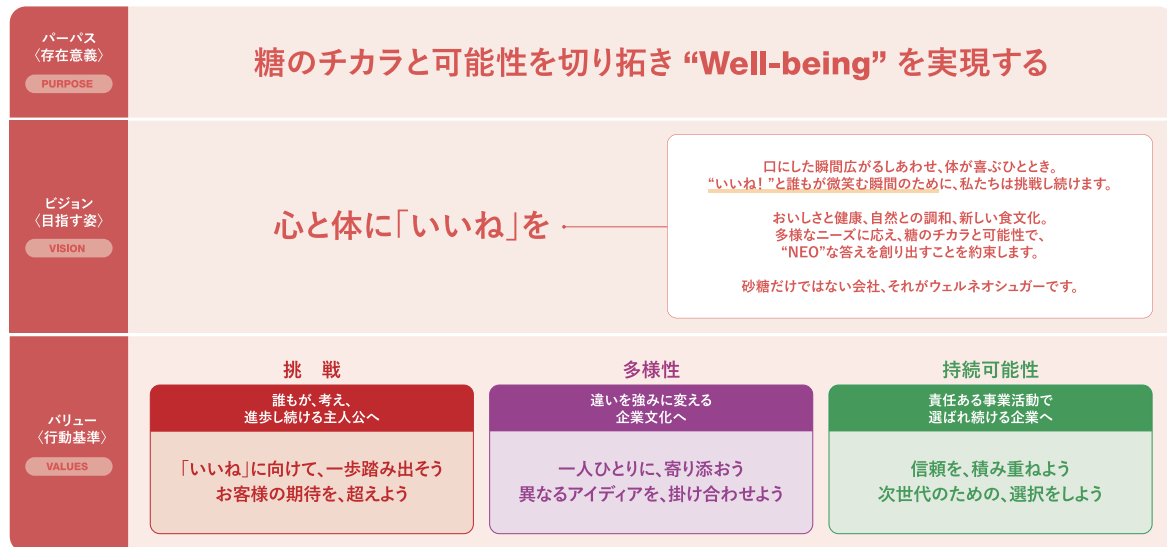 パーパス
〈存在意義〉
PURPOSE
糖のチカラと可能性を切り拓き “Well-being” を実現する
ビジョン
〈目指す姿〉
VISION
心と体に「いいね」を
口にした瞬間広がるしあわせ、体が喜ぶひととき。
“いいね！”と誰もが微笑む瞬間のために、私たちは挑戦し続けます。
おいしさと健康、自然との調和、新しい食文化。
多様なニーズに応え、糖のチカラと可能性で、
“NEO”な答えを創り出すことを約束します。
砂糖だけではない会社、それがウェルネオシュガーです。
バリュー
〈行動基準〉
VALUES
挑　戦
誰もが、考え、
進歩し続ける主人公へ
「いいね」に向けて、一歩踏み出そう
お客様の期待を、超えよう
多様性
違いを強みに変える
企業文化へ
一人ひとりに、寄り添おう
異なるアイディアを、掛け合わせよう
持続可能性
責任ある事業活動で
選ばれ続ける企業へ
信頼を、積み重ねよう
次世代のための、選択をしよう